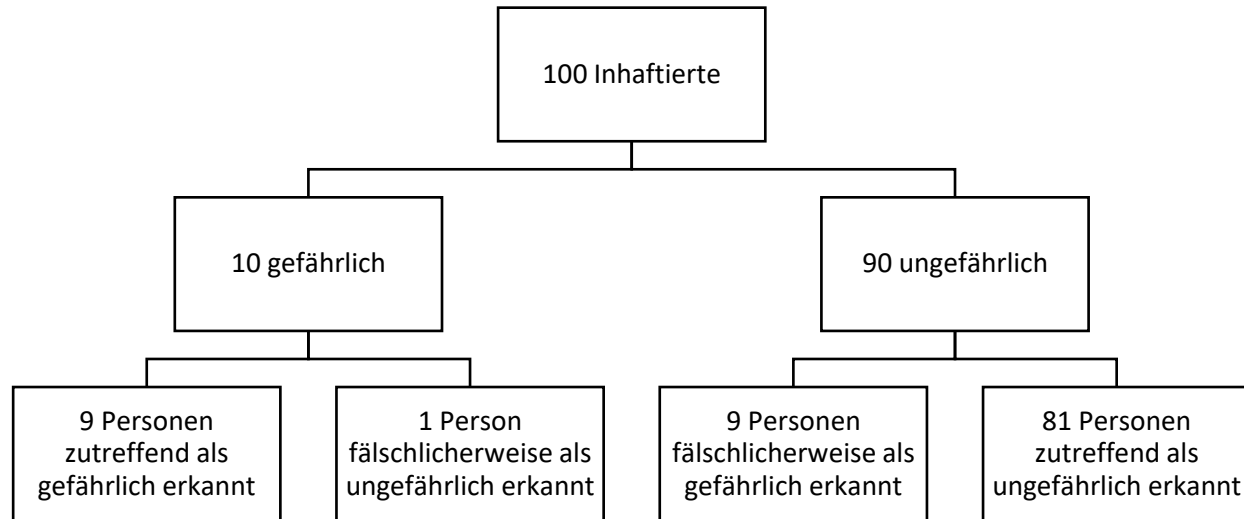 100 Inhaftierte
10 gefährlich
90 ungefährlich
9 Personen
zutreffend als
gefährlich erkannt
1 Person
fälschlicherweise als
ungefährlich erkannt
9 Personen
fälschlicherweise als
gefährlich erkannt
81 Personen
zutreffend als
ungefährlich erkannt